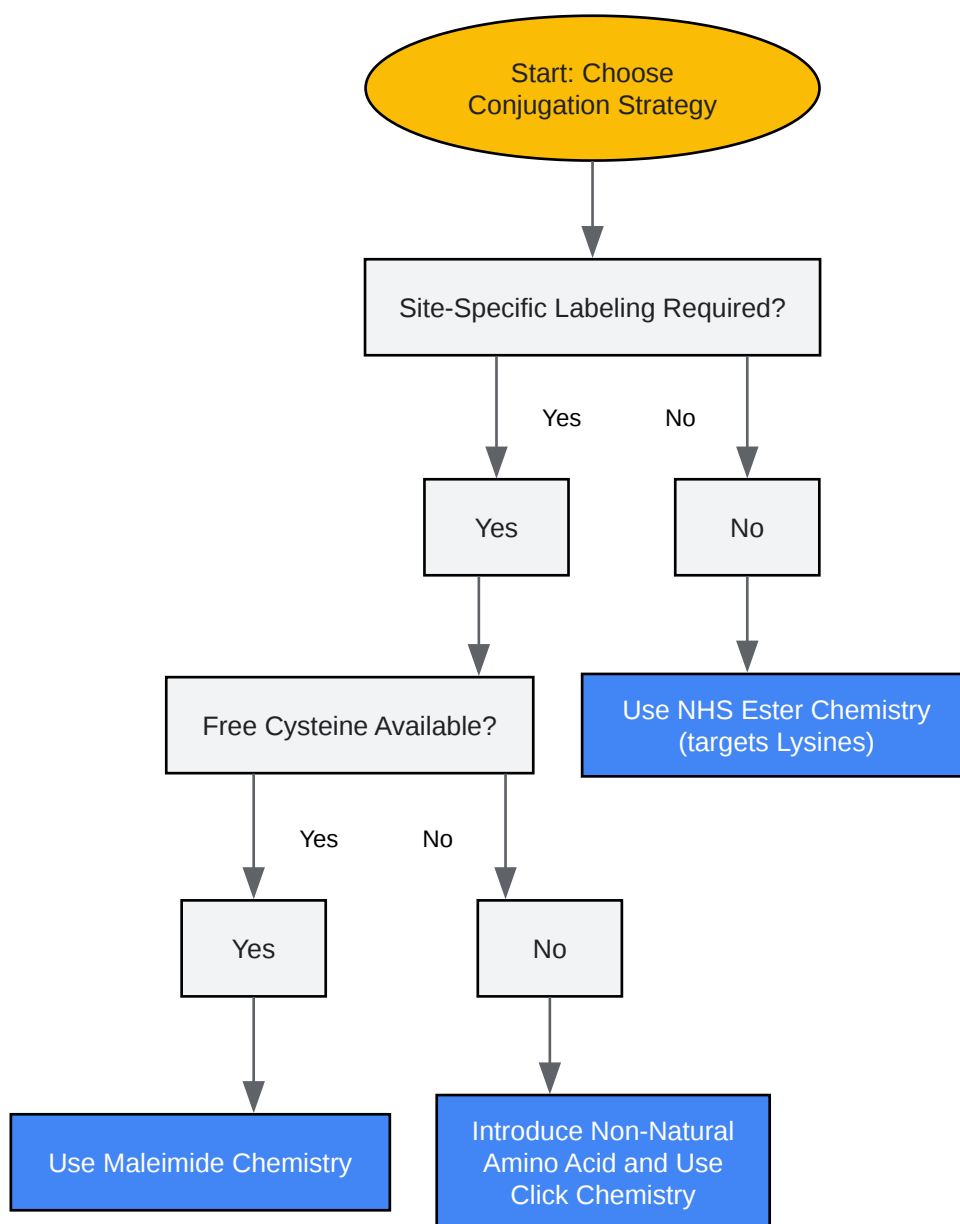 Start: Choose
Conjugation Strategy
Site-Specific Labeling Required?
Yes
No
Yes
No
Free Cysteine Available?
Use NHS Ester Chemistry
(targets Lysines)
Yes
No
Yes
No
Use Maleimide Chemistry
Introduce Non-Natural
Amino Acid and Use
Click Chemistry